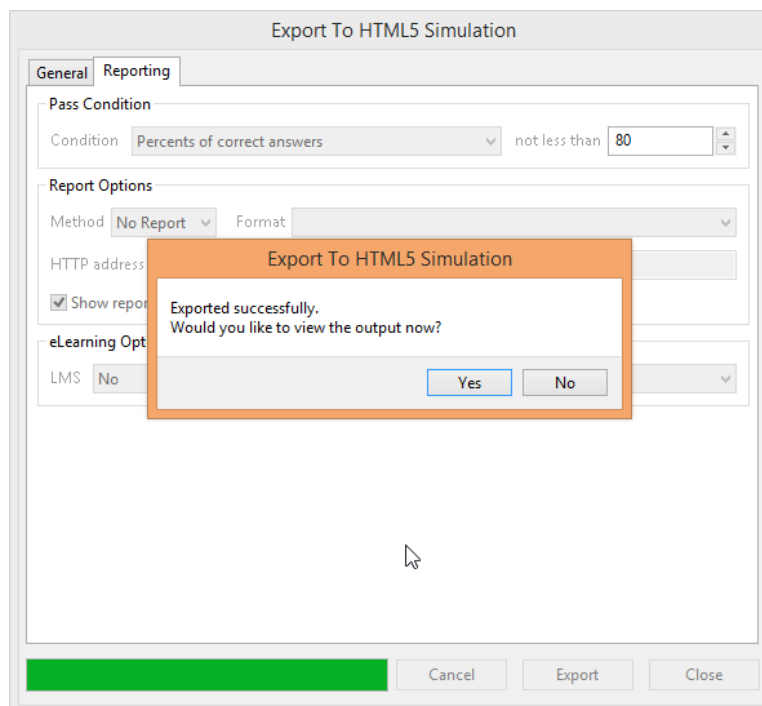 Export To HTML5 Simulation
General Reporting
Pass Condition
Condition Percents of correct answers not less than 80
Report Options
Method No Report Format
HTTP address
Show repor
eLearning Opt
LMS No
Export To HTML5 Simulation
Exported successfully.
Would you like to view the output now?
Yes No
Cancel Export Close